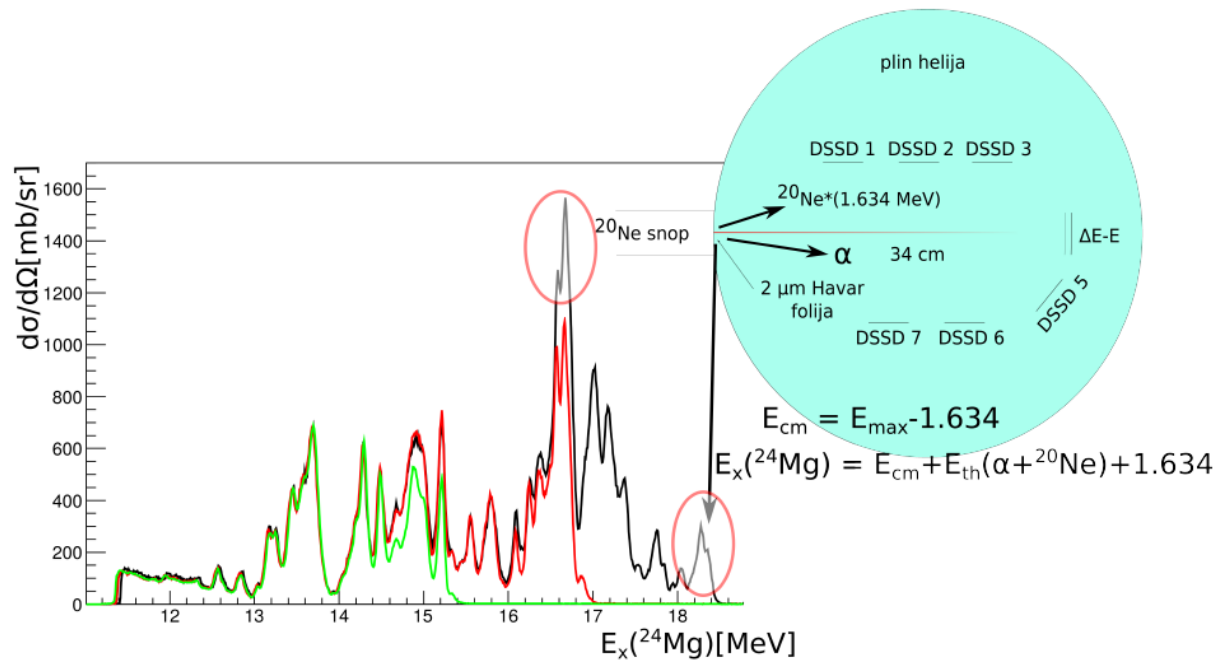 plin helija
DSSD 1 DSSD 2 DSSD 3
²⁰Ne*(1.634 MeV)
²⁰Ne snop
α
34 cm
ΔE-E
2 μm Havar
folija
DSSD 5
DSSD 7 DSSD 6
E_cm = E_max-1.634
E_x(²⁴Mg) = E_cm+E_th(α+²⁰Ne)+1.634
dσ/dΩ[mb/sr]
1600
1400
1200
1000
800
600
400
200
0
12 13 14 15 16 17 18
E_x(²⁴Mg)[MeV]